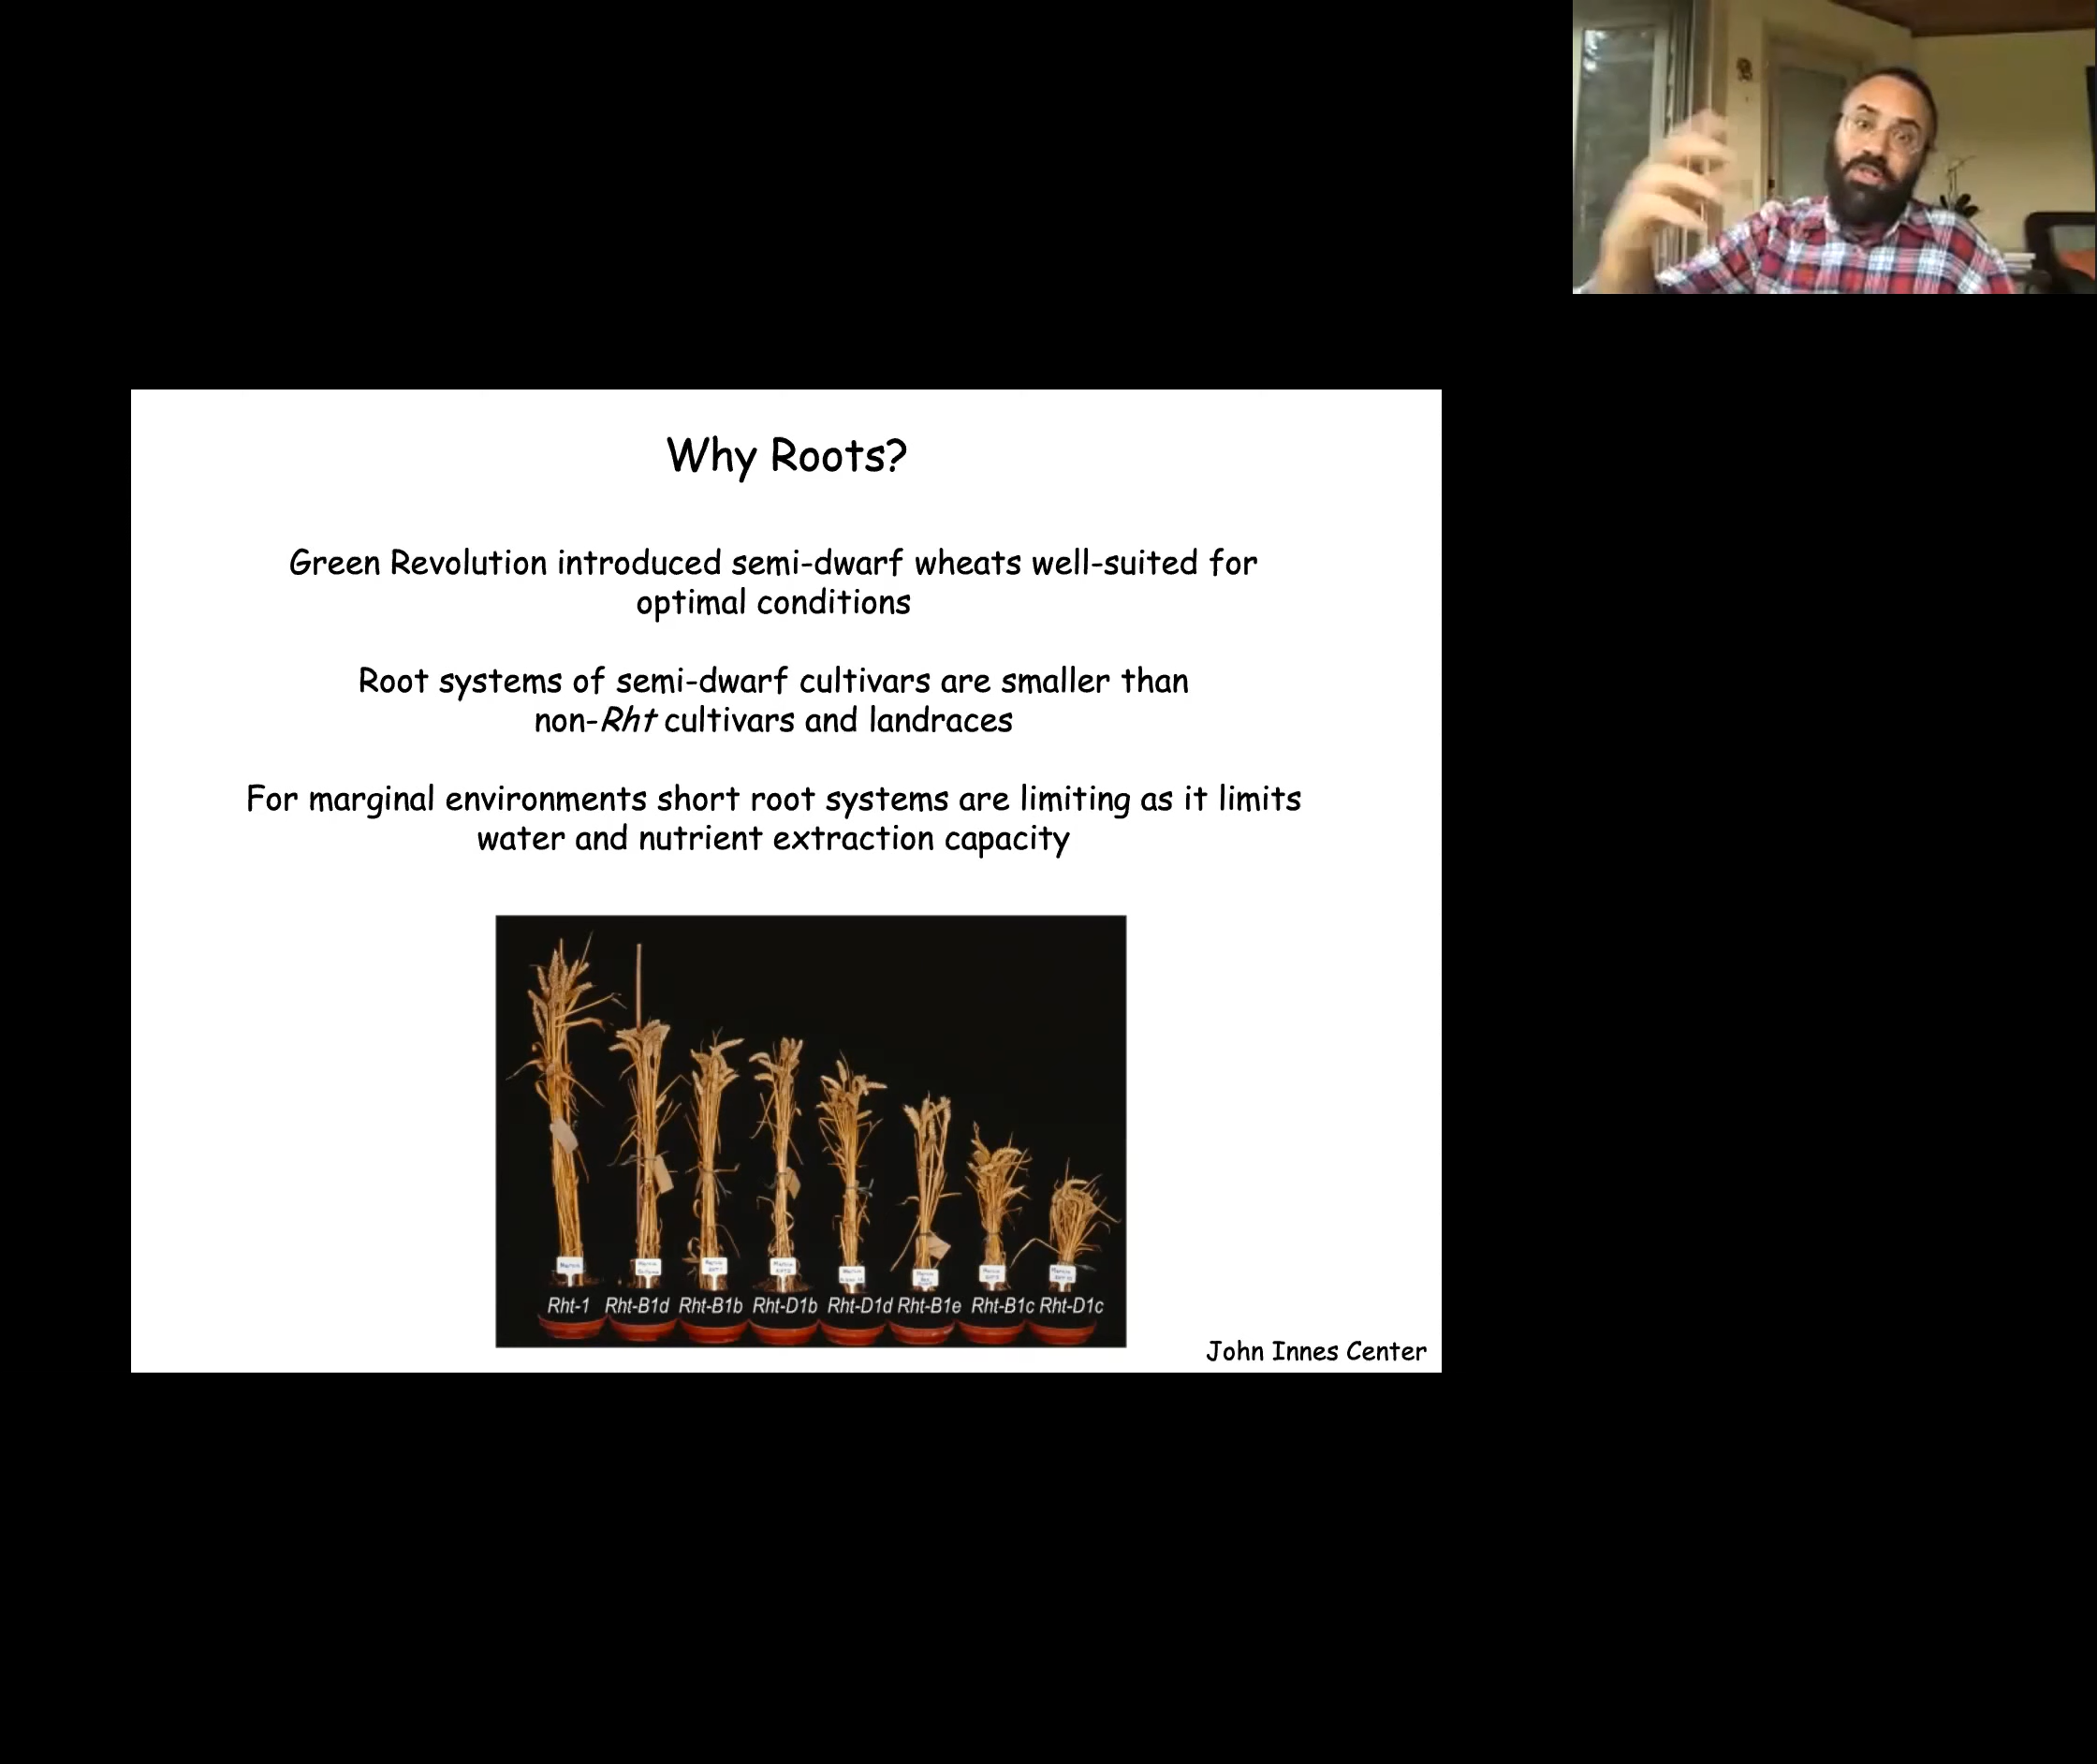 Why Roots?
Green Revolution introduced semi-dwarf wheats well-suited for
optimal conditions
Root systems of semi-dwarf cultivars are smaller than
non-Rht cultivars and landraces
For marginal environments short root systems are limiting as it limits
water and nutrient extraction capacity
Rht-1 Rht-B1d Rht-B1b Rht-D1b Rht-D1d Rht-B1e Rht-B1c Rht-D1c
John Innes Center